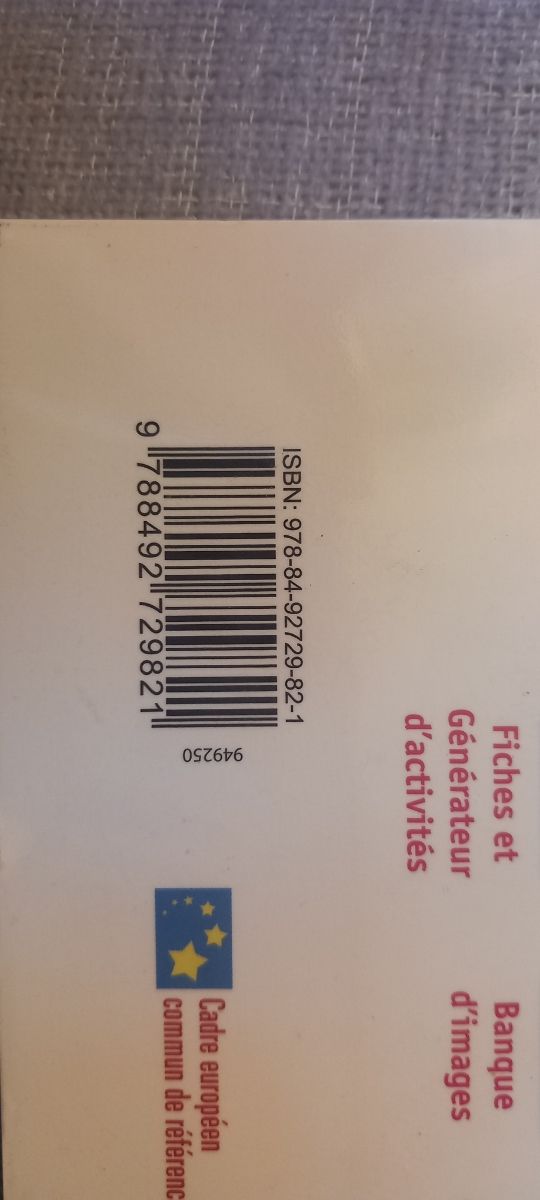 Fiches et
Générateur
d'activités
Banque
d'images
ISBN: 978-84-92729-82-1
9 788492 729821
949250
Cadre européen
commun de référenc